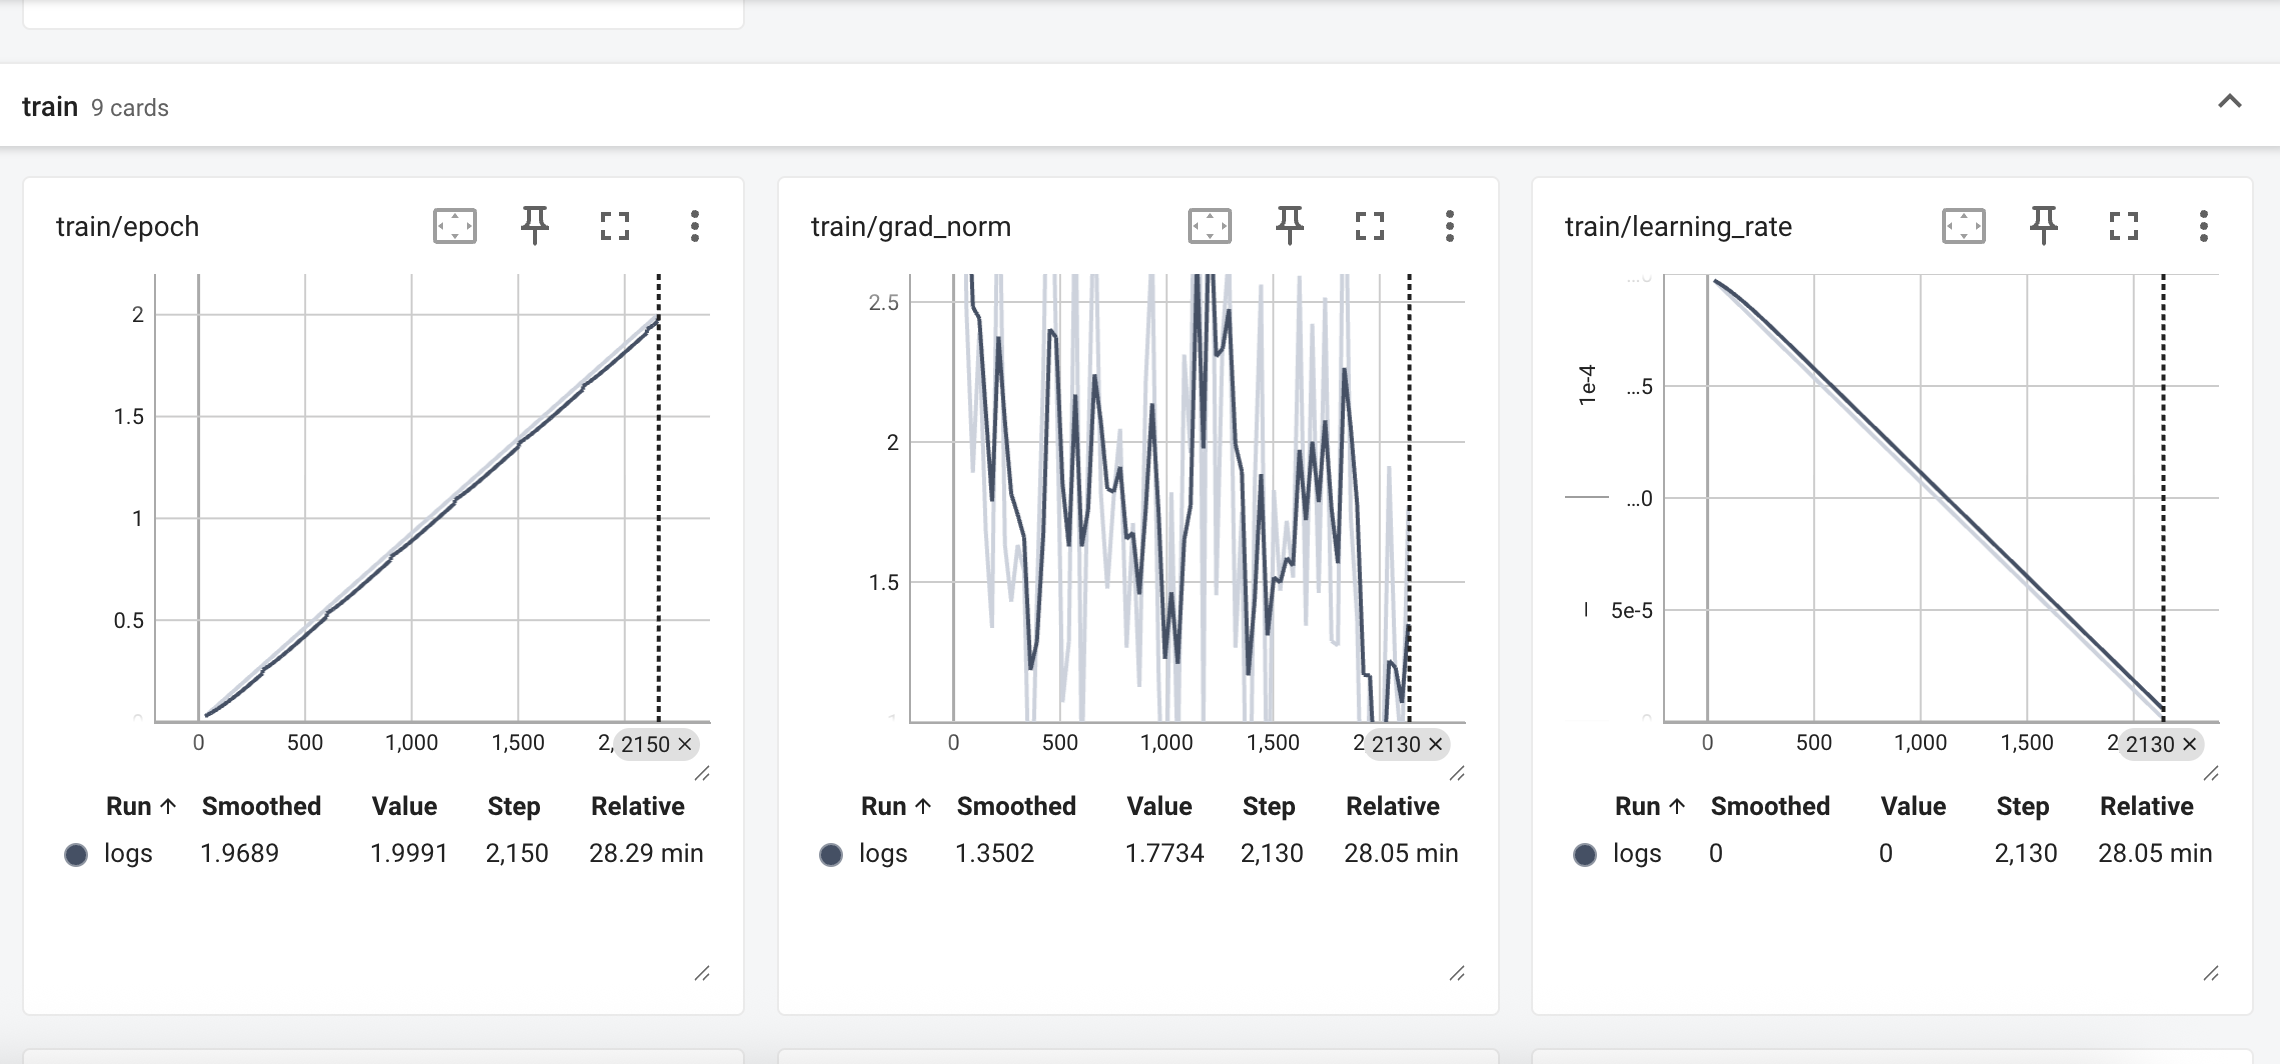 train 9 cards
train/epoch
2
1.5
1
0.5
0
0 500 1,000 1,500 2, 2150 ×
Run ↑ Smoothed Value Step Relative
logs 1.9689 1.9991 2,150 28.29 min
train/grad_norm
2.5
2
1.5
1
0 500 1,000 1,500 2 2130 ×
Run ↑ Smoothed Value Step Relative
logs 1.3502 1.7734 2,130 28.05 min
train/learning_rate
1e-4
...0
...5
...0
5e-5
0
0 500 1,000 1,500 2 2130 ×
Run ↑ Smoothed Value Step Relative
logs 0 0 2,130 28.05 min